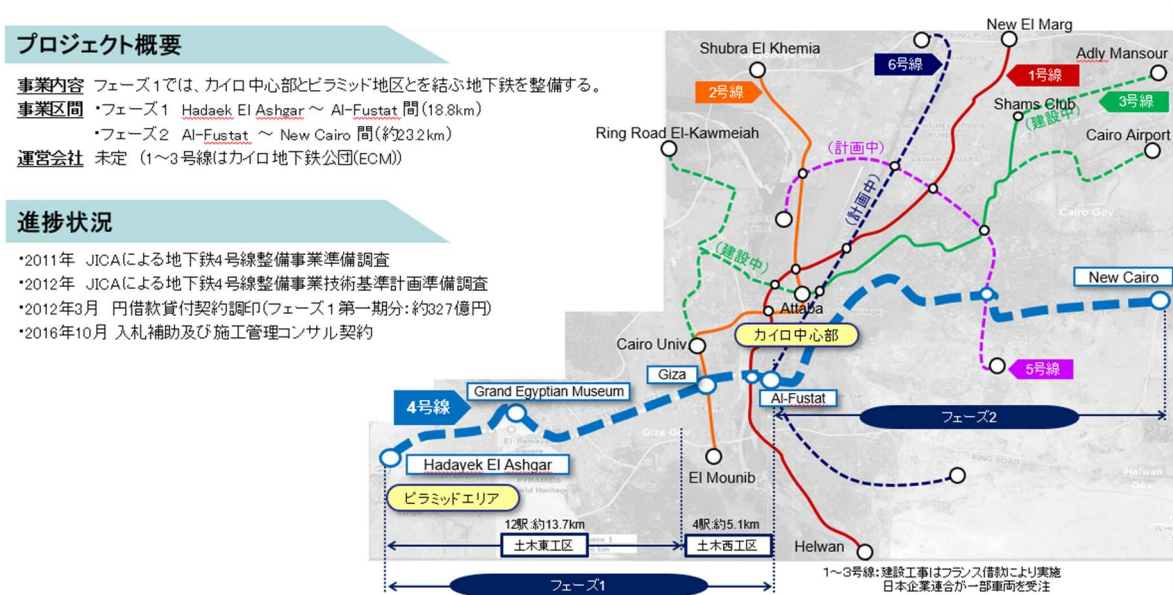 プロジェクト概要
事業内容 フェーズ1では、カイロ中心部とピラミッド地区とを結ぶ地下鉄を整備する。
事業区間 ・フェーズ1 Hadaek El Ashgar ～ Al-Fustat 間(18.8km)
・フェーズ2 Al-Fustat ～ New Cairo 間(約23.2km)
運営会社 未定 (1～3号線はカイロ地下鉄公団(ECM))
進捗状況
・2011年 JICAによる地下鉄4号線整備事業準備調査
・2012年 JICAによる地下鉄4号線整備事業技術基準計画準備調査
・2012年3月 円借款貸付契約調印(フェーズ1第一期分:約327億円)
・2016年10月 入札補助及び施工管理コンサル契約
New El Marg
Shubra El Khemia
6号線
Adly Mansour
1号線
2号線
3号線
Shams Club
(建設中)
Ring Road El-Kawmeiah
Cairo Airport
(計画中)
(計画中)
Cairo Gov.
(建設中)
New Cairo
Attaba
カイロ中心部
Cairo Univ.
Giza
5号線
Grand Egyptian Museum
4号線
Al-Fustat
フェーズ2
Giza Gov.
Hadayek El Ashgar
El Mounib
RING ROAD
Helwan
ピラミッドエリア
12駅:約13.7km
4駅:約5.1km
土木東工区
土木西工区
Helwan
フェーズ1
1～3号線:建設工事はフランス借款により実施
日本企業連合が一部車両を受注